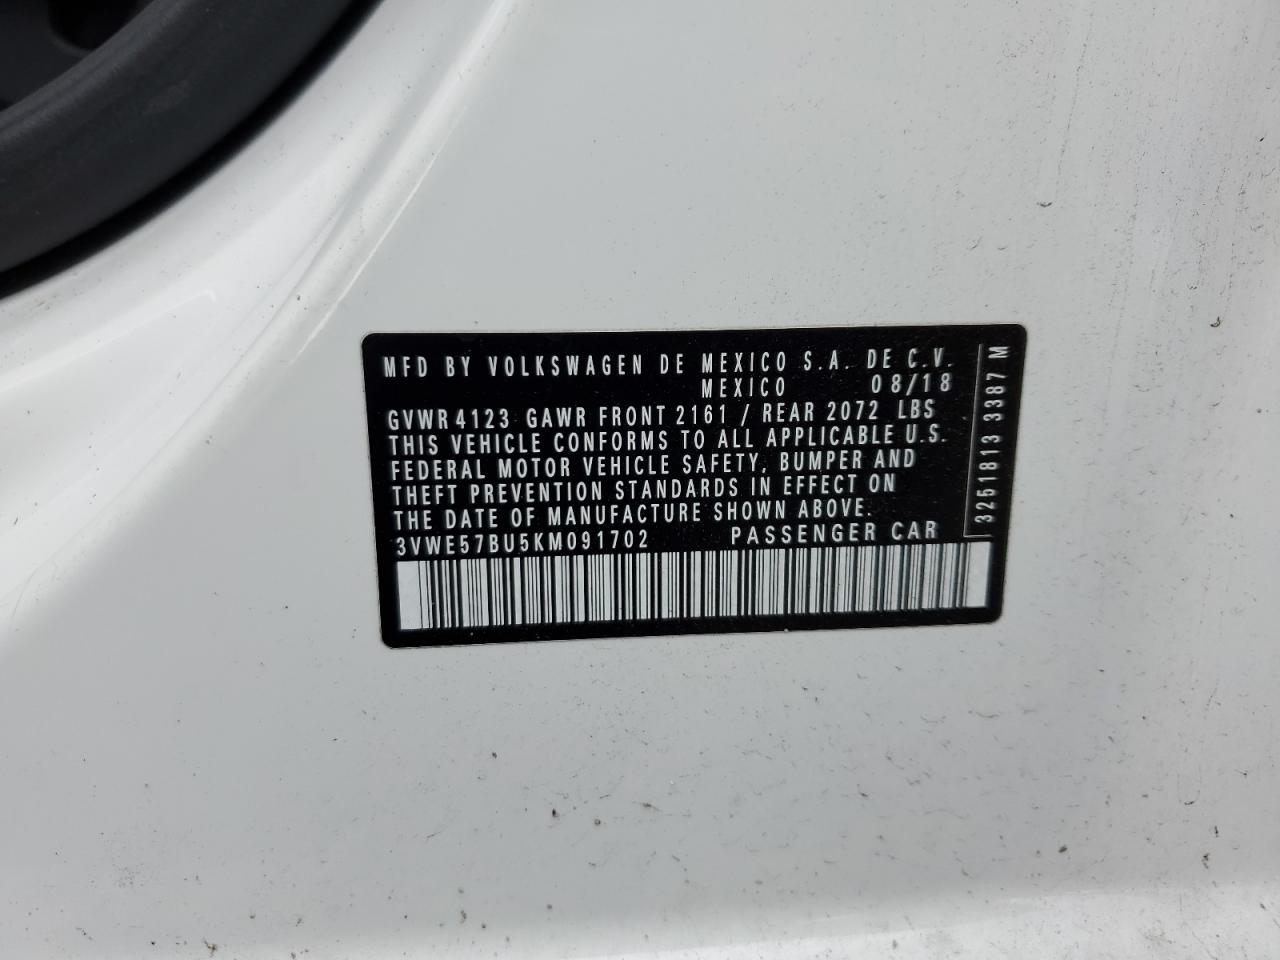 MFD BY VOLKSWAGEN DE MEXICO S.A. DE C.V.
MEXICO 08/18
GVWR 4123 GAWR FRONT 2161 / REAR 2072 LBS
THIS VEHICLE CONFORMS TO ALL APPLICABLE U.S.
FEDERAL MOTOR VEHICLE SAFETY, BUMPER AND
THEFT PREVENTION STANDARDS IN EFFECT ON
THE DATE OF MANUFACTURE SHOWN ABOVE.
3VWE57BU5KM091702 PASSENGER CAR
3251813 3387 M